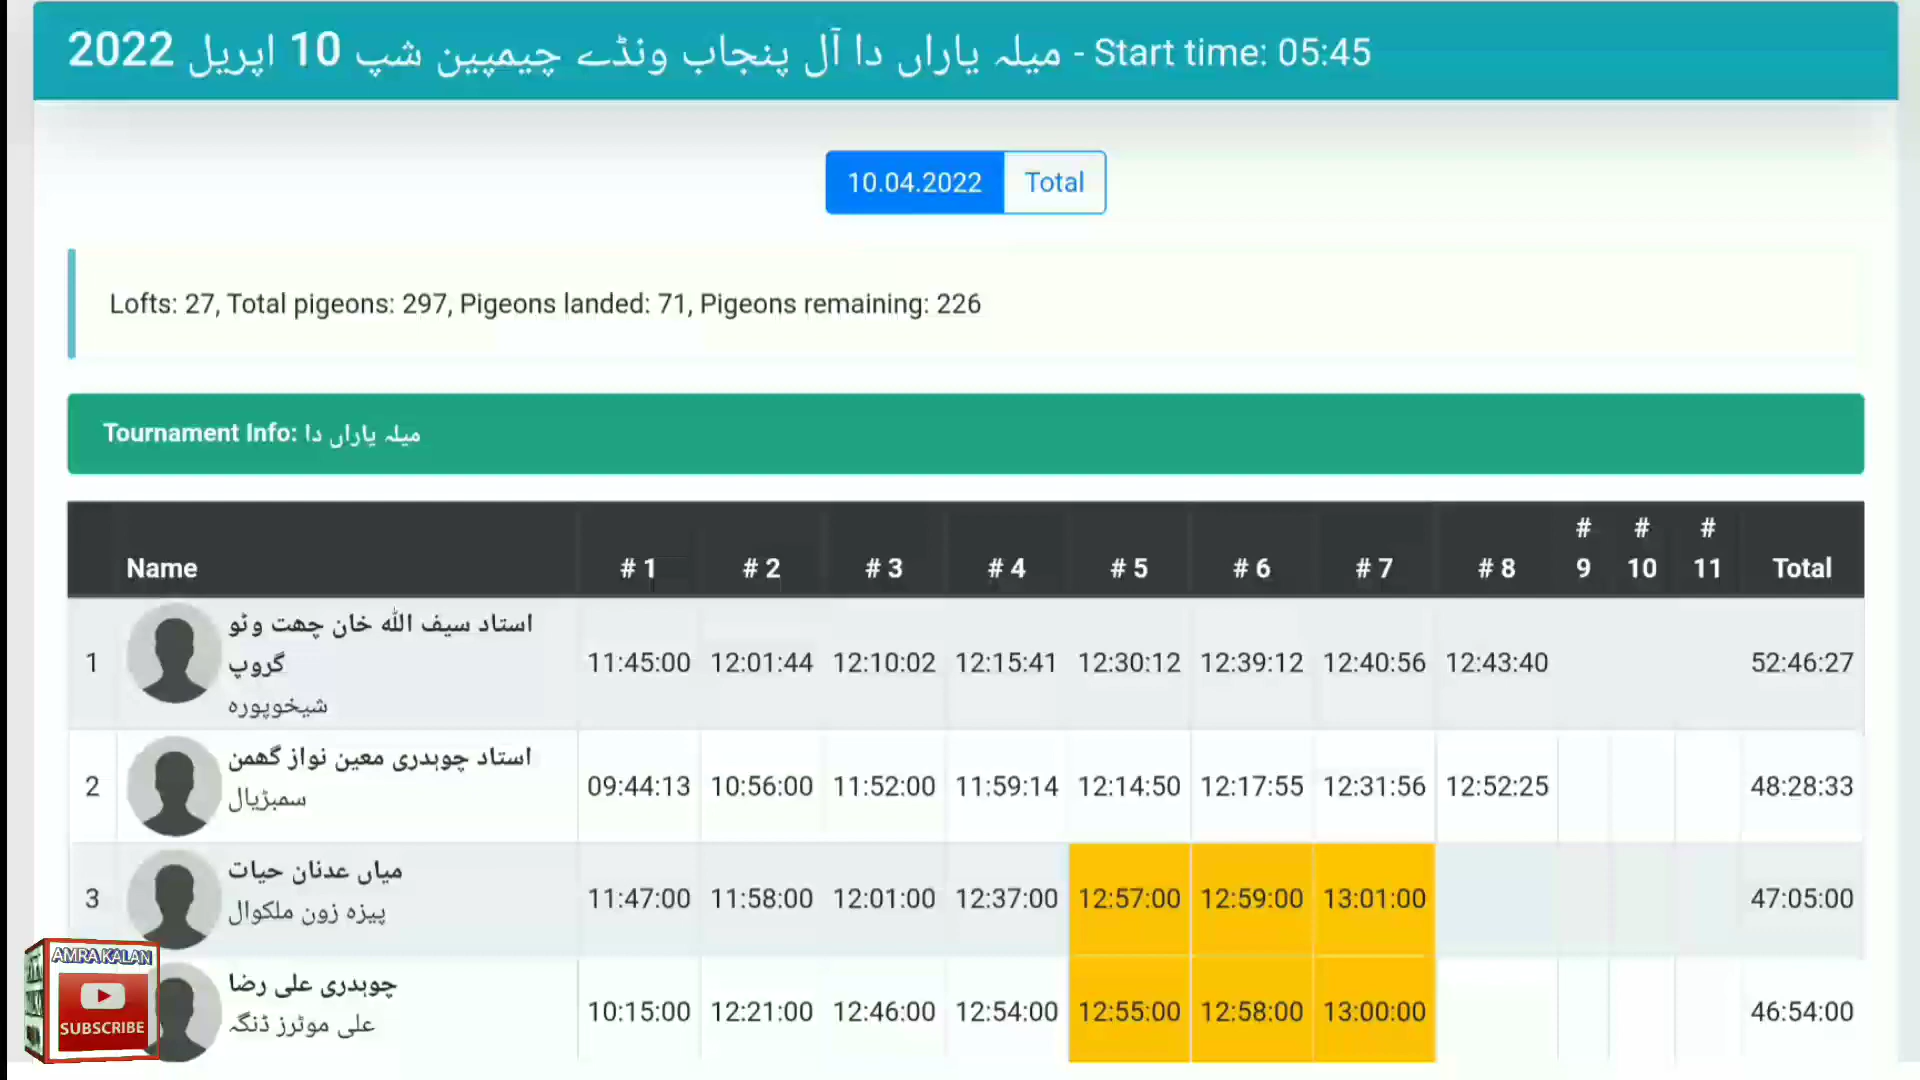 میلہ یاراں دا آل پنجاب ونڈے چیمپین شپ 10 اپریل 2022 - Start time: 05:45
10.04.2022 Total
Lofts: 27, Total pigeons: 297, Pigeons landed: 71, Pigeons remaining: 226
Tournament Info: میلہ یاراں دا
Name # 1 # 2 # 3 # 4 # 5 # 6 # 7 # 8 # 9 # 10 # 11 Total
1 استاد سیف اللہ خان چھت ونو
گروپ
شیخوپورہ
11:45:00 12:01:44 12:10:02 12:15:41 12:30:12 12:39:12 12:40:56 12:43:40 52:46:27
2 استاد چوہدری معین نواز گھمن
سمبڑیال
09:44:13 10:56:00 11:52:00 11:59:14 12:14:50 12:17:55 12:31:56 12:52:25 48:28:33
3 میاں عدنان حیات
پیزہ زون ملکوال
11:47:00 11:58:00 12:01:00 12:37:00 12:57:00 12:59:00 13:01:00 47:05:00
چوہدری علی رضا
علی موٹرز ڈنگہ
10:15:00 12:21:00 12:46:00 12:54:00 12:55:00 12:58:00 13:00:00 46:54:00
AMRA KALAN
SUBSCRIBE